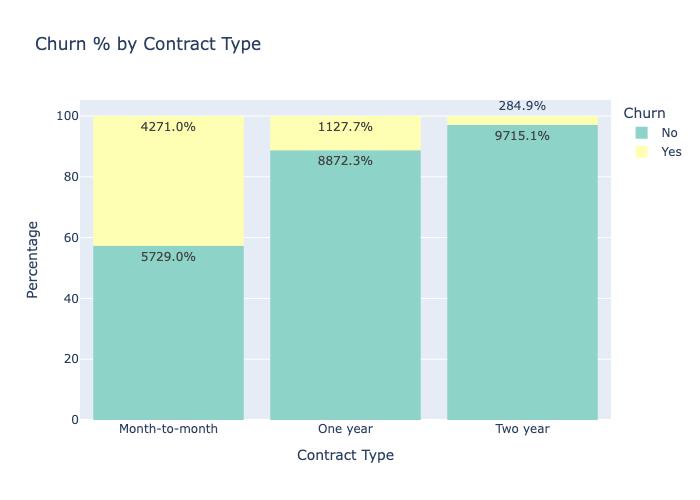 Churn % by Contract Type
Churn
No
Yes
Percentage
100
80
60
40
20
0
4271.0%
5729.0%
1127.7%
8872.3%
284.9%
9715.1%
Month-to-month
One year
Two year
Contract Type